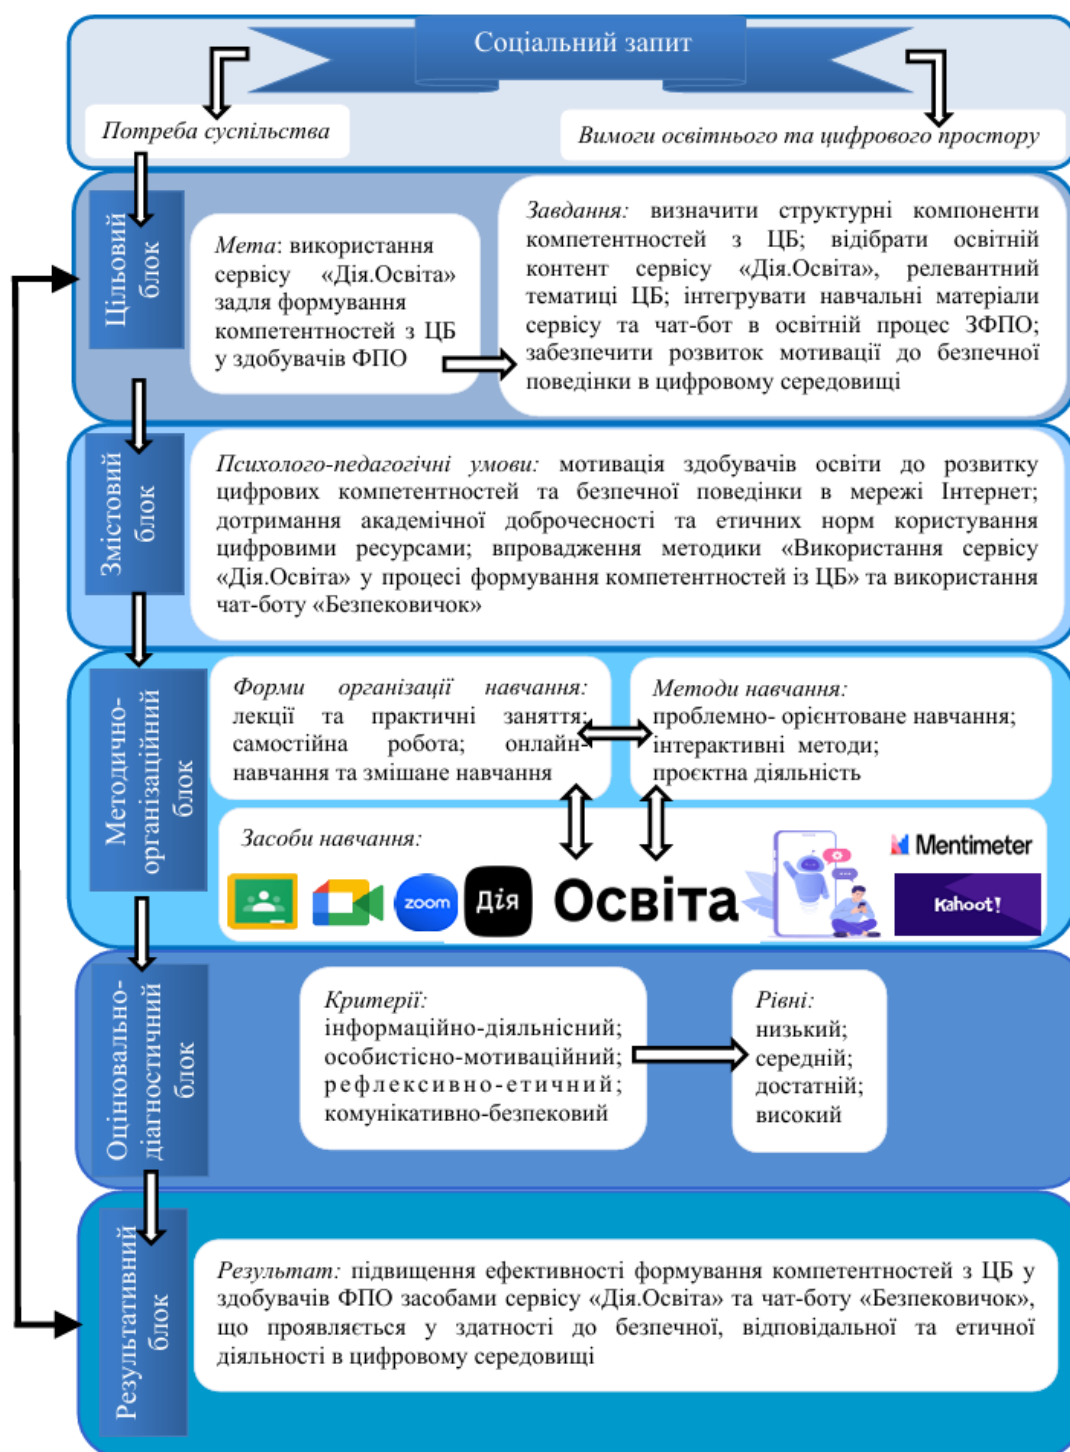 Соціальний запит
Потреба суспільства
Вимоги освітнього та цифрового простору
Цільовий
блок
Мета: використання
сервісу «Дія.Освіта»
задля формування
компетентностей з ЦБ
у здобувачів ФПО
Завдання: визначити структурні компоненти
компетентностей з ЦБ; відібрати освітній
контент сервісу «Дія.Освіта», релевантний
тематиці ЦБ; інтегрувати навчальні матеріали
сервісу та чат-бот в освітній процес ЗФПО;
забезпечити розвиток мотивації до безпечної
поведінки в цифровому середовищі
Змістовий
блок
Психолого-педагогічні умови: мотивація здобувачів освіти до розвитку
цифрових компетентностей та безпечної поведінки в мережі Інтернет;
дотримання академічної доброчесності та етичних норм користування
цифровими ресурсами; впровадження методики «Використання сервісу
«Дія.Освіта» у процесі формування компетентностей із ЦБ» та використання
чат-боту «Безпековичок»
Методично-
організаційний
блок
Форми організації навчання:
лекції та практичні заняття;
самостійна робота; онлайн-
навчання та змішане навчання
Методи навчання:
проблемно- орієнтоване навчання;
інтерактивні методи;
проєктна діяльність
Засоби навчання:
zoom
Дія
Освіта
Mentimeter
Kahoot!
Оцінювально-
діагностичний
блок
Критерії:
інформаційно-діяльнісний;
особистісно-мотиваційний;
рефлексивно-етичний;
комунікативно-безпековий
Рівні:
низький;
середній;
достатній;
високий
Результативний
блок
Результат: підвищення ефективності формування компетентностей з ЦБ у
здобувачів ФПО засобами сервісу «Дія.Освіта» та чат-боту «Безпековичок»,
що проявляється у здатності до безпечної, відповідальної та етичної
діяльності в цифровому середовищі